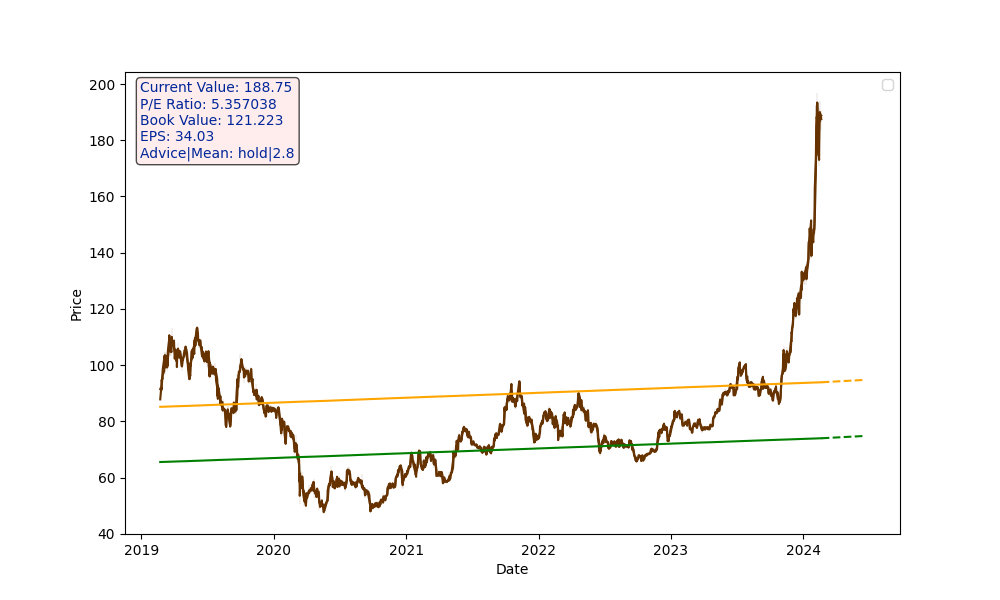 Current Value: 188.75
P/E Ratio: 5.357038
Book Value: 121.223
EPS: 34.03
Advice|Mean: hold|2.8
200
180
160
140
120
100
80
60
40
Price
2019 2020 2021 2022 2023 2024
Date